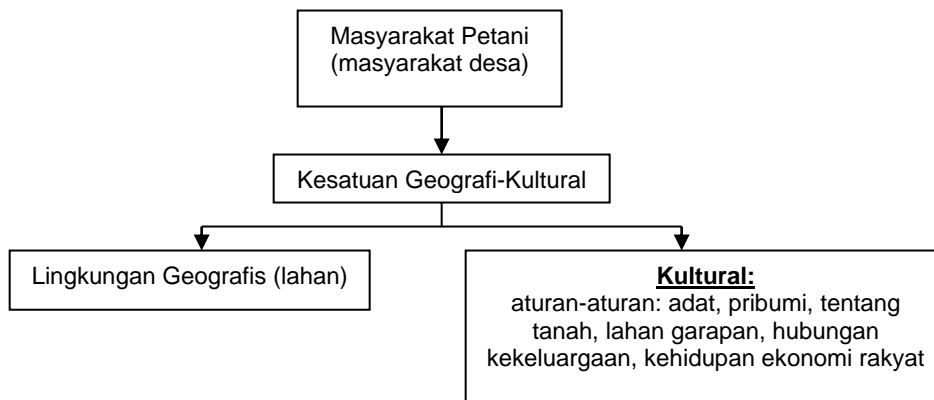 Masyarakat Petani
(masyarakat desa)
Kesatuan Geografi-Kultural
Lingkungan Geografis (lahan)
Kultural:
aturan-aturan: adat, pribumi, tentang
tanah, lahan garapan, hubungan
kekeluargaan, kehidupan ekonomi rakyat